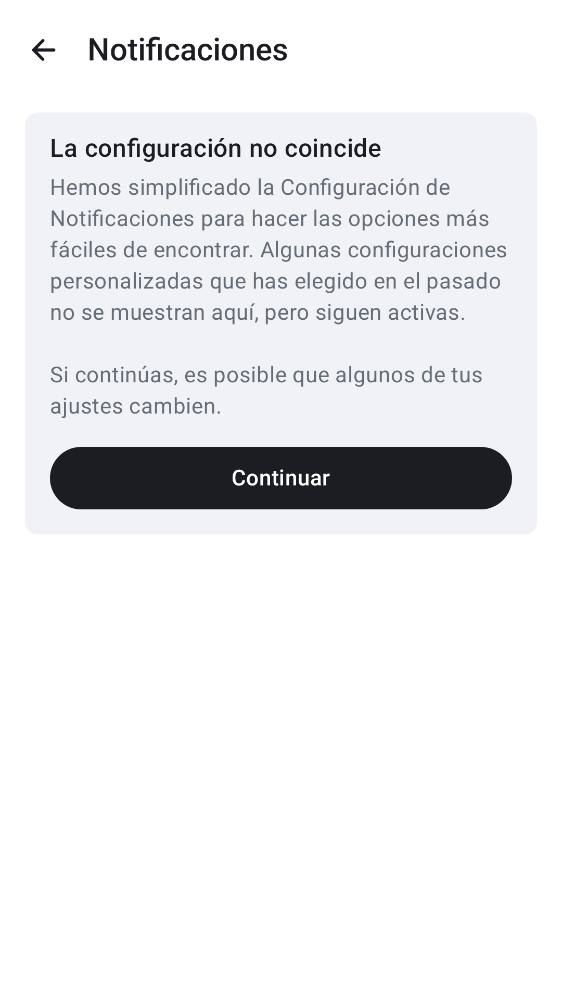 Notificaciones
La configuración no coincide
Hemos simplificado la Configuración de
Notificaciones para hacer las opciones más
fáciles de encontrar. Algunas configuraciones
personalizadas que has elegido en el pasado
no se muestran aquí, pero siguen activas.
Si continúas, es posible que algunos de tus
ajustes cambien.
Continuar